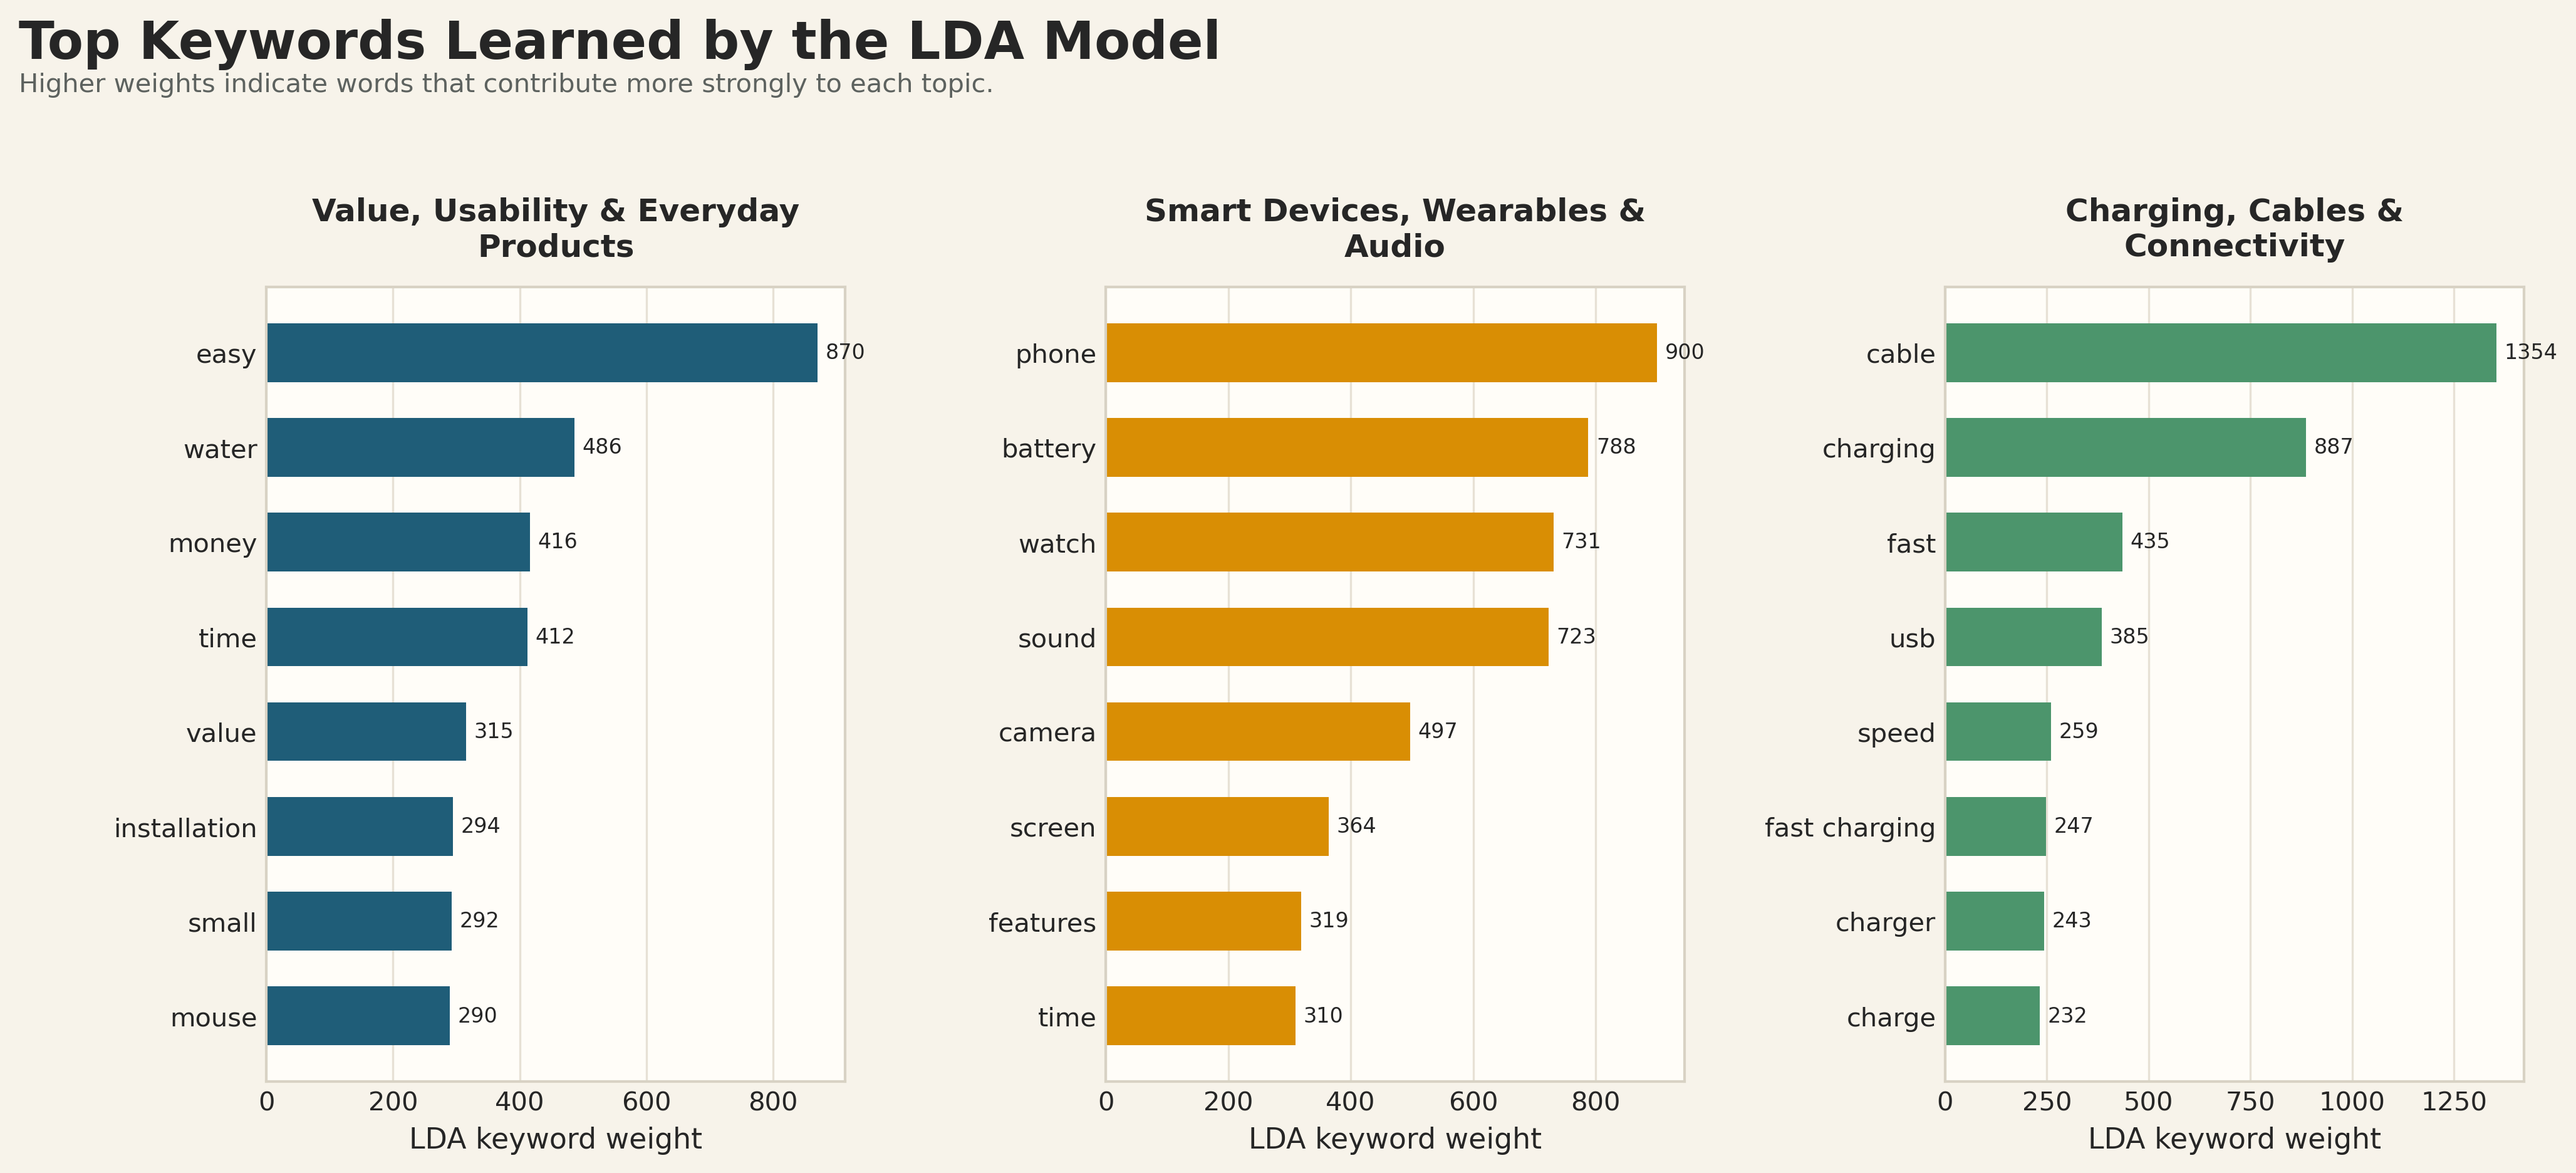 Top Keywords Learned by the LDA Model
Higher weights indicate words that contribute more strongly to each topic.
Value, Usability & Everyday
Products
easy 870
water 486
money 416
time 412
value 315
installation 294
small 292
mouse 290
0 200 400 600 800
LDA keyword weight
Smart Devices, Wearables &
Audio
phone 900
battery 788
watch 731
sound 723
camera 497
screen 364
features 319
time 310
0 200 400 600 800
LDA keyword weight
Charging, Cables &
Connectivity
cable 1354
charging 887
fast 435
usb 385
speed 259
fast charging 247
charger 243
charge 232
0 250 500 750 1000 1250
LDA keyword weight